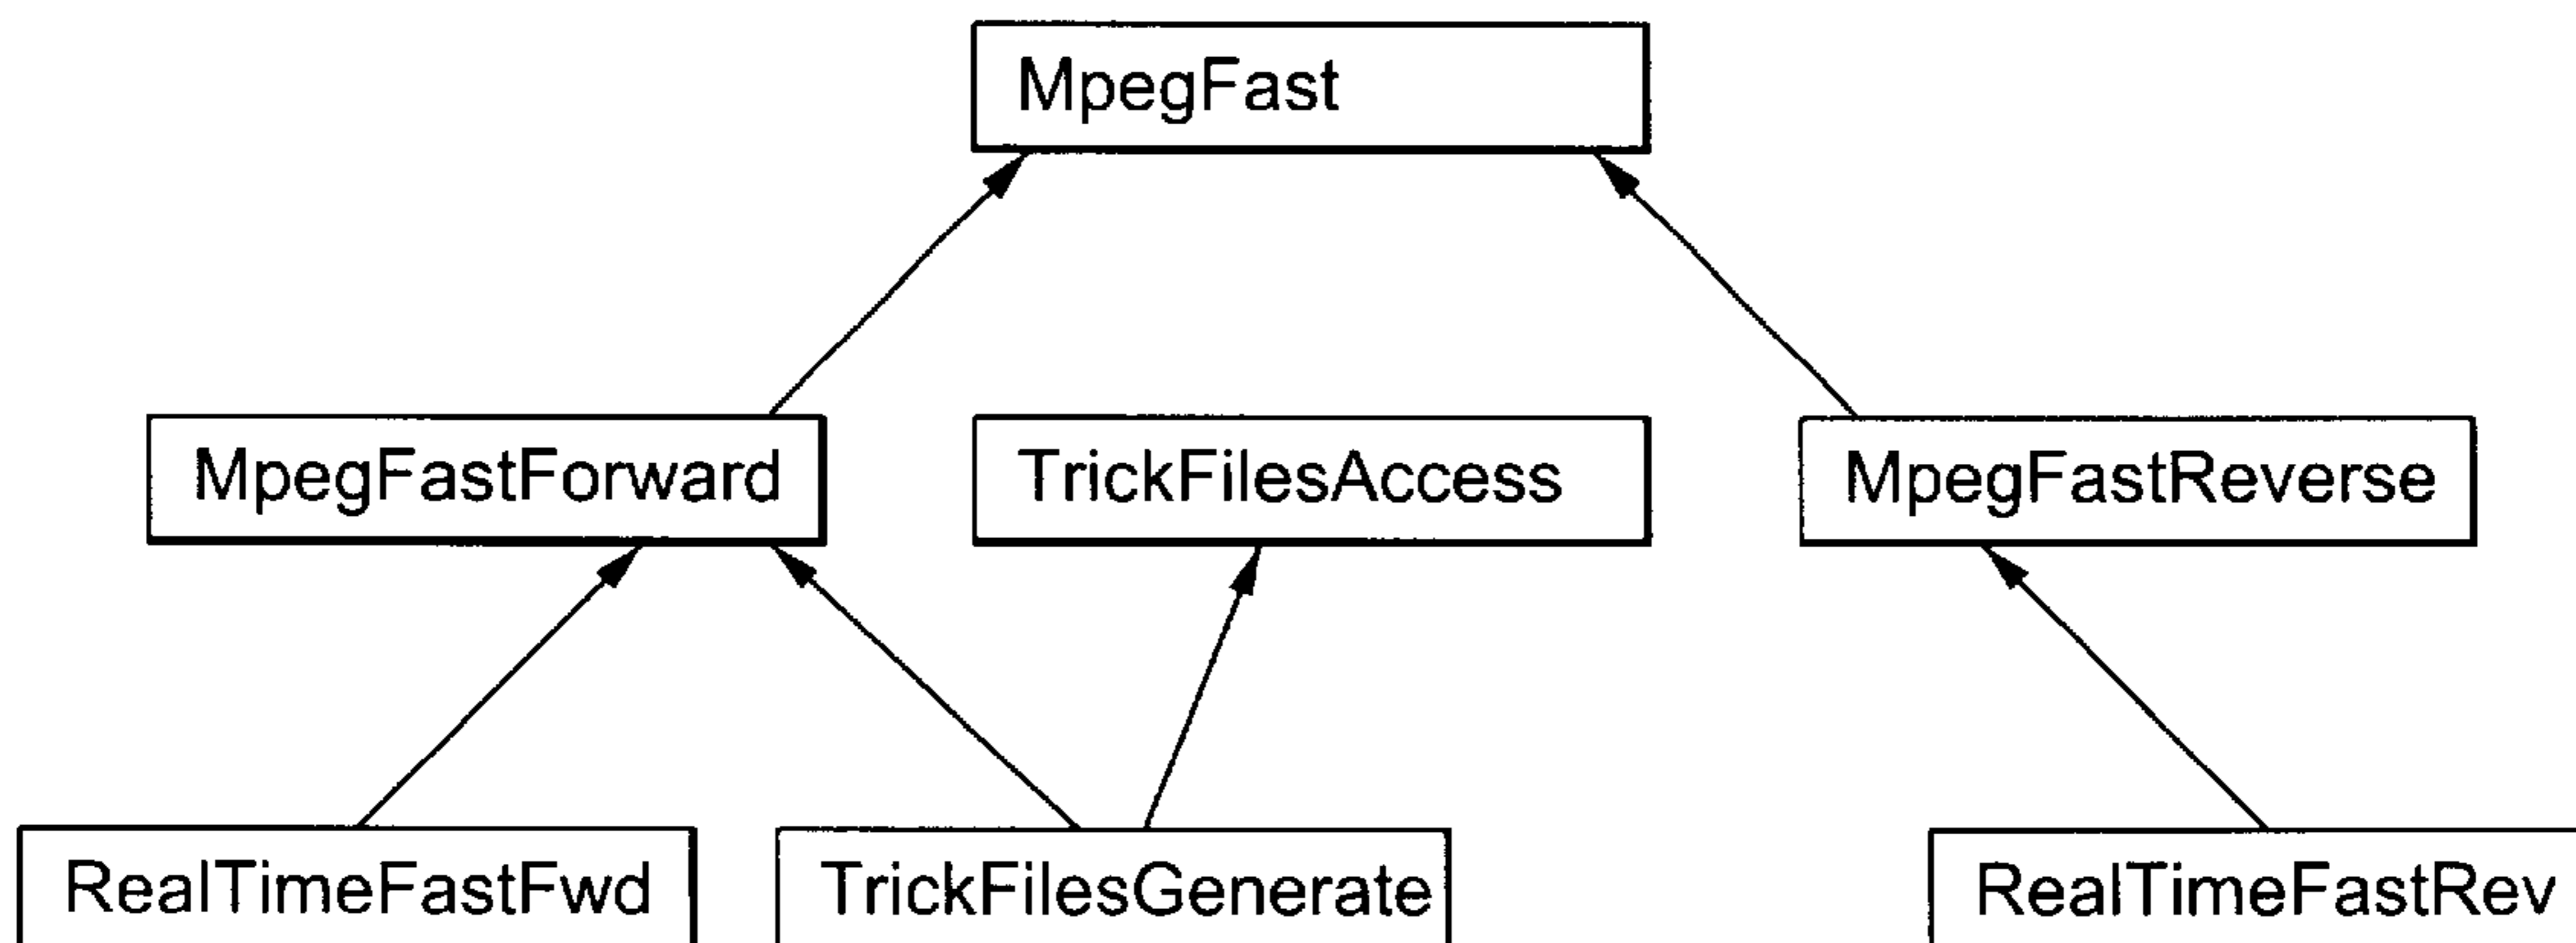 MpegFast
MpegFastForward
TrickFilesAccess
MpegFastReverse
RealTimeFastFwd
TrickFilesGenerate
RealTimeFastRev